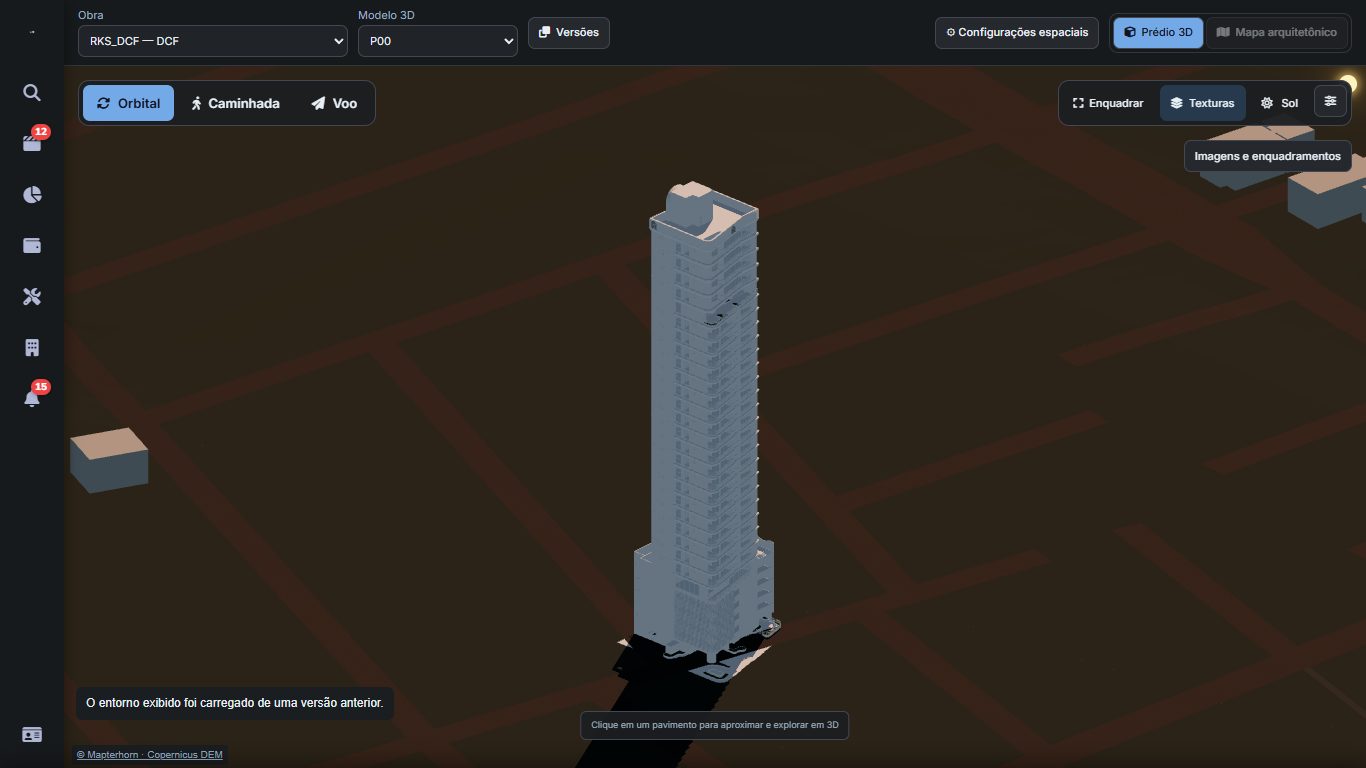 Obra
Modelo 3D
RKS_DCF — DCF
P00
Versões
Configurações espaciais
Prédio 3D
Mapa arquitetônico
Orbital
Caminhada
Voo
Enquadrar
Texturas
Sol
Imagens e enquadramentos
12
15
O entorno exibido foi carregado de uma versão anterior.
Clique em um pavimento para aproximar e explorar em 3D
© Mapterhorn · Copernicus DEM